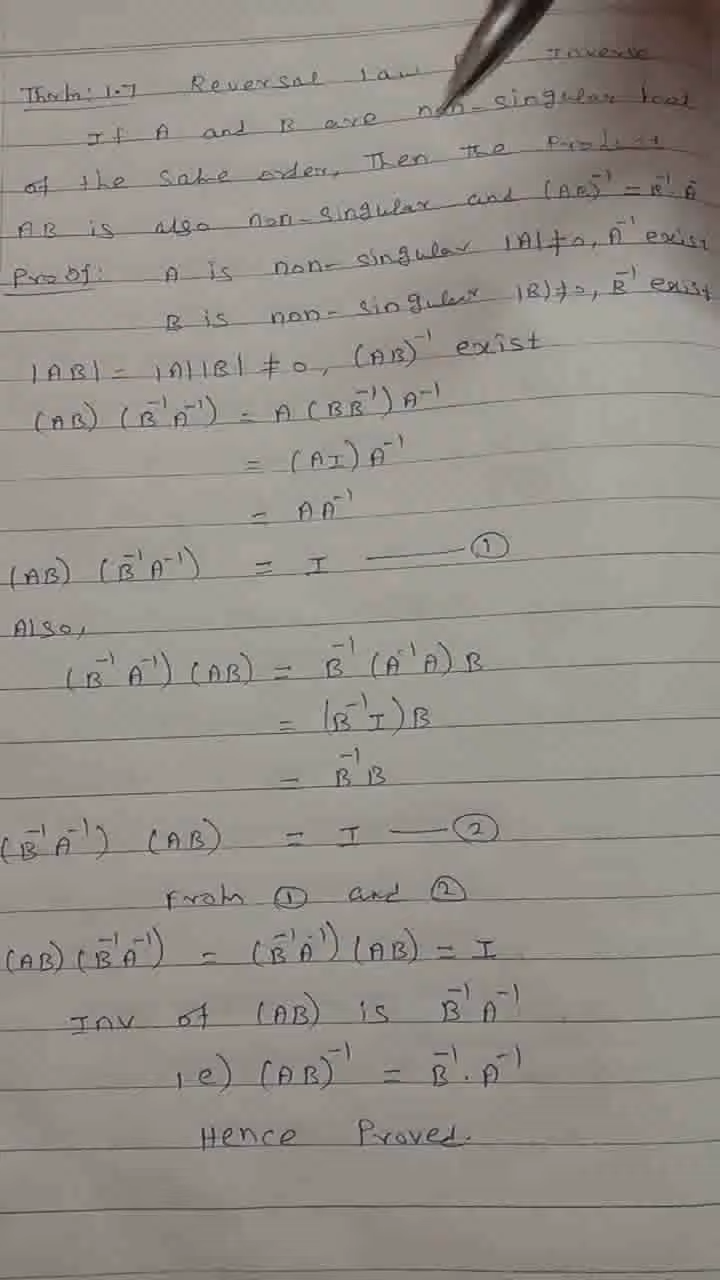 Thorm: 1.7 Reversal law Inverse
If A and B are non-singular
of the same order, Then the Product
AB is also non-singular and (AB)⁻¹ = B⁻¹.A⁻¹
Proof: A is non-singular |A| ≠ 0, A⁻¹ exist
B is non-singular |B| ≠ 0, B⁻¹ exist
|AB| = |A||B| ≠ 0, (AB)⁻¹ exist
(AB) (B⁻¹A⁻¹) = A (BB⁻¹) A⁻¹
= (AI) A⁻¹
= AA⁻¹
(AB) (B⁻¹A⁻¹) = I —— ①
Also,
(B⁻¹ A⁻¹) (AB) = B⁻¹ (A⁻¹A) B
= (B⁻¹I) B
= B⁻¹B
(B⁻¹A⁻¹) (AB) = I —— ②
From ① and ②
(AB) (B⁻¹A⁻¹) = (B⁻¹A⁻¹) (AB) = I
Inv of (AB) is B⁻¹A⁻¹
i.e) (AB)⁻¹ = B⁻¹.A⁻¹
Hence Proved.